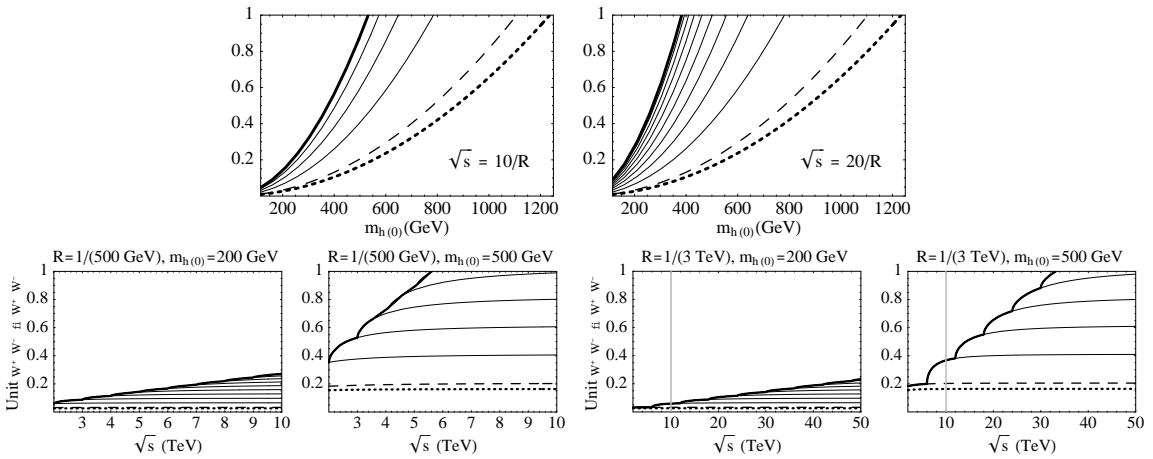 1
0.8
0.6
0.4
0.2
√s = 10/R
200 400 600 800 1000 1200
m_h(0) (GeV)
1
0.8
0.6
0.4
0.2
√s = 20/R
200 400 600 800 1000 1200
m_h(0) (GeV)
R=1/(500 GeV), m_h(0)=200 GeV
Unit W⁺ W⁻ fi W⁺ W⁻
1
0.8
0.6
0.4
0.2
3 4 5 6 7 8 9 10
√s (TeV)
R=1/(500 GeV), m_h(0)=500 GeV
1
0.8
0.6
0.4
0.2
3 4 5 6 7 8 9 10
√s (TeV)
R=1/(3 TeV), m_h(0)=200 GeV
Unit W⁺ W⁻ fi W⁺ W⁻
1
0.8
0.6
0.4
0.2
10 20 30 40 50
√s (TeV)
R=1/(3 TeV), m_h(0)=500 GeV
1
0.8
0.6
0.4
0.2
10 20 30 40 50
√s (TeV)